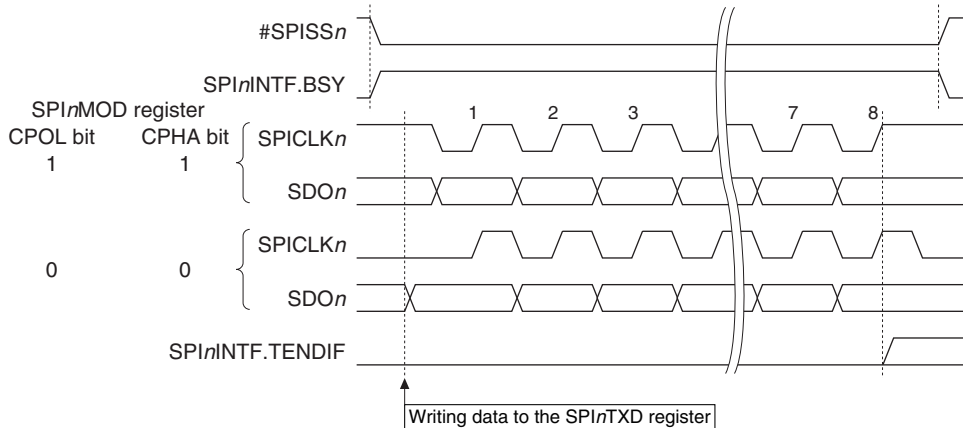 #SPISSn
SPInINTF.BSY
SPInMOD register
CPOL bit CPHA bit
1 1
SPICLKn
1 2 3 7 8
SDOn
0 0
SPICLKn
SDOn
SPInINTF.TENDIF
Writing data to the SPInTXD register